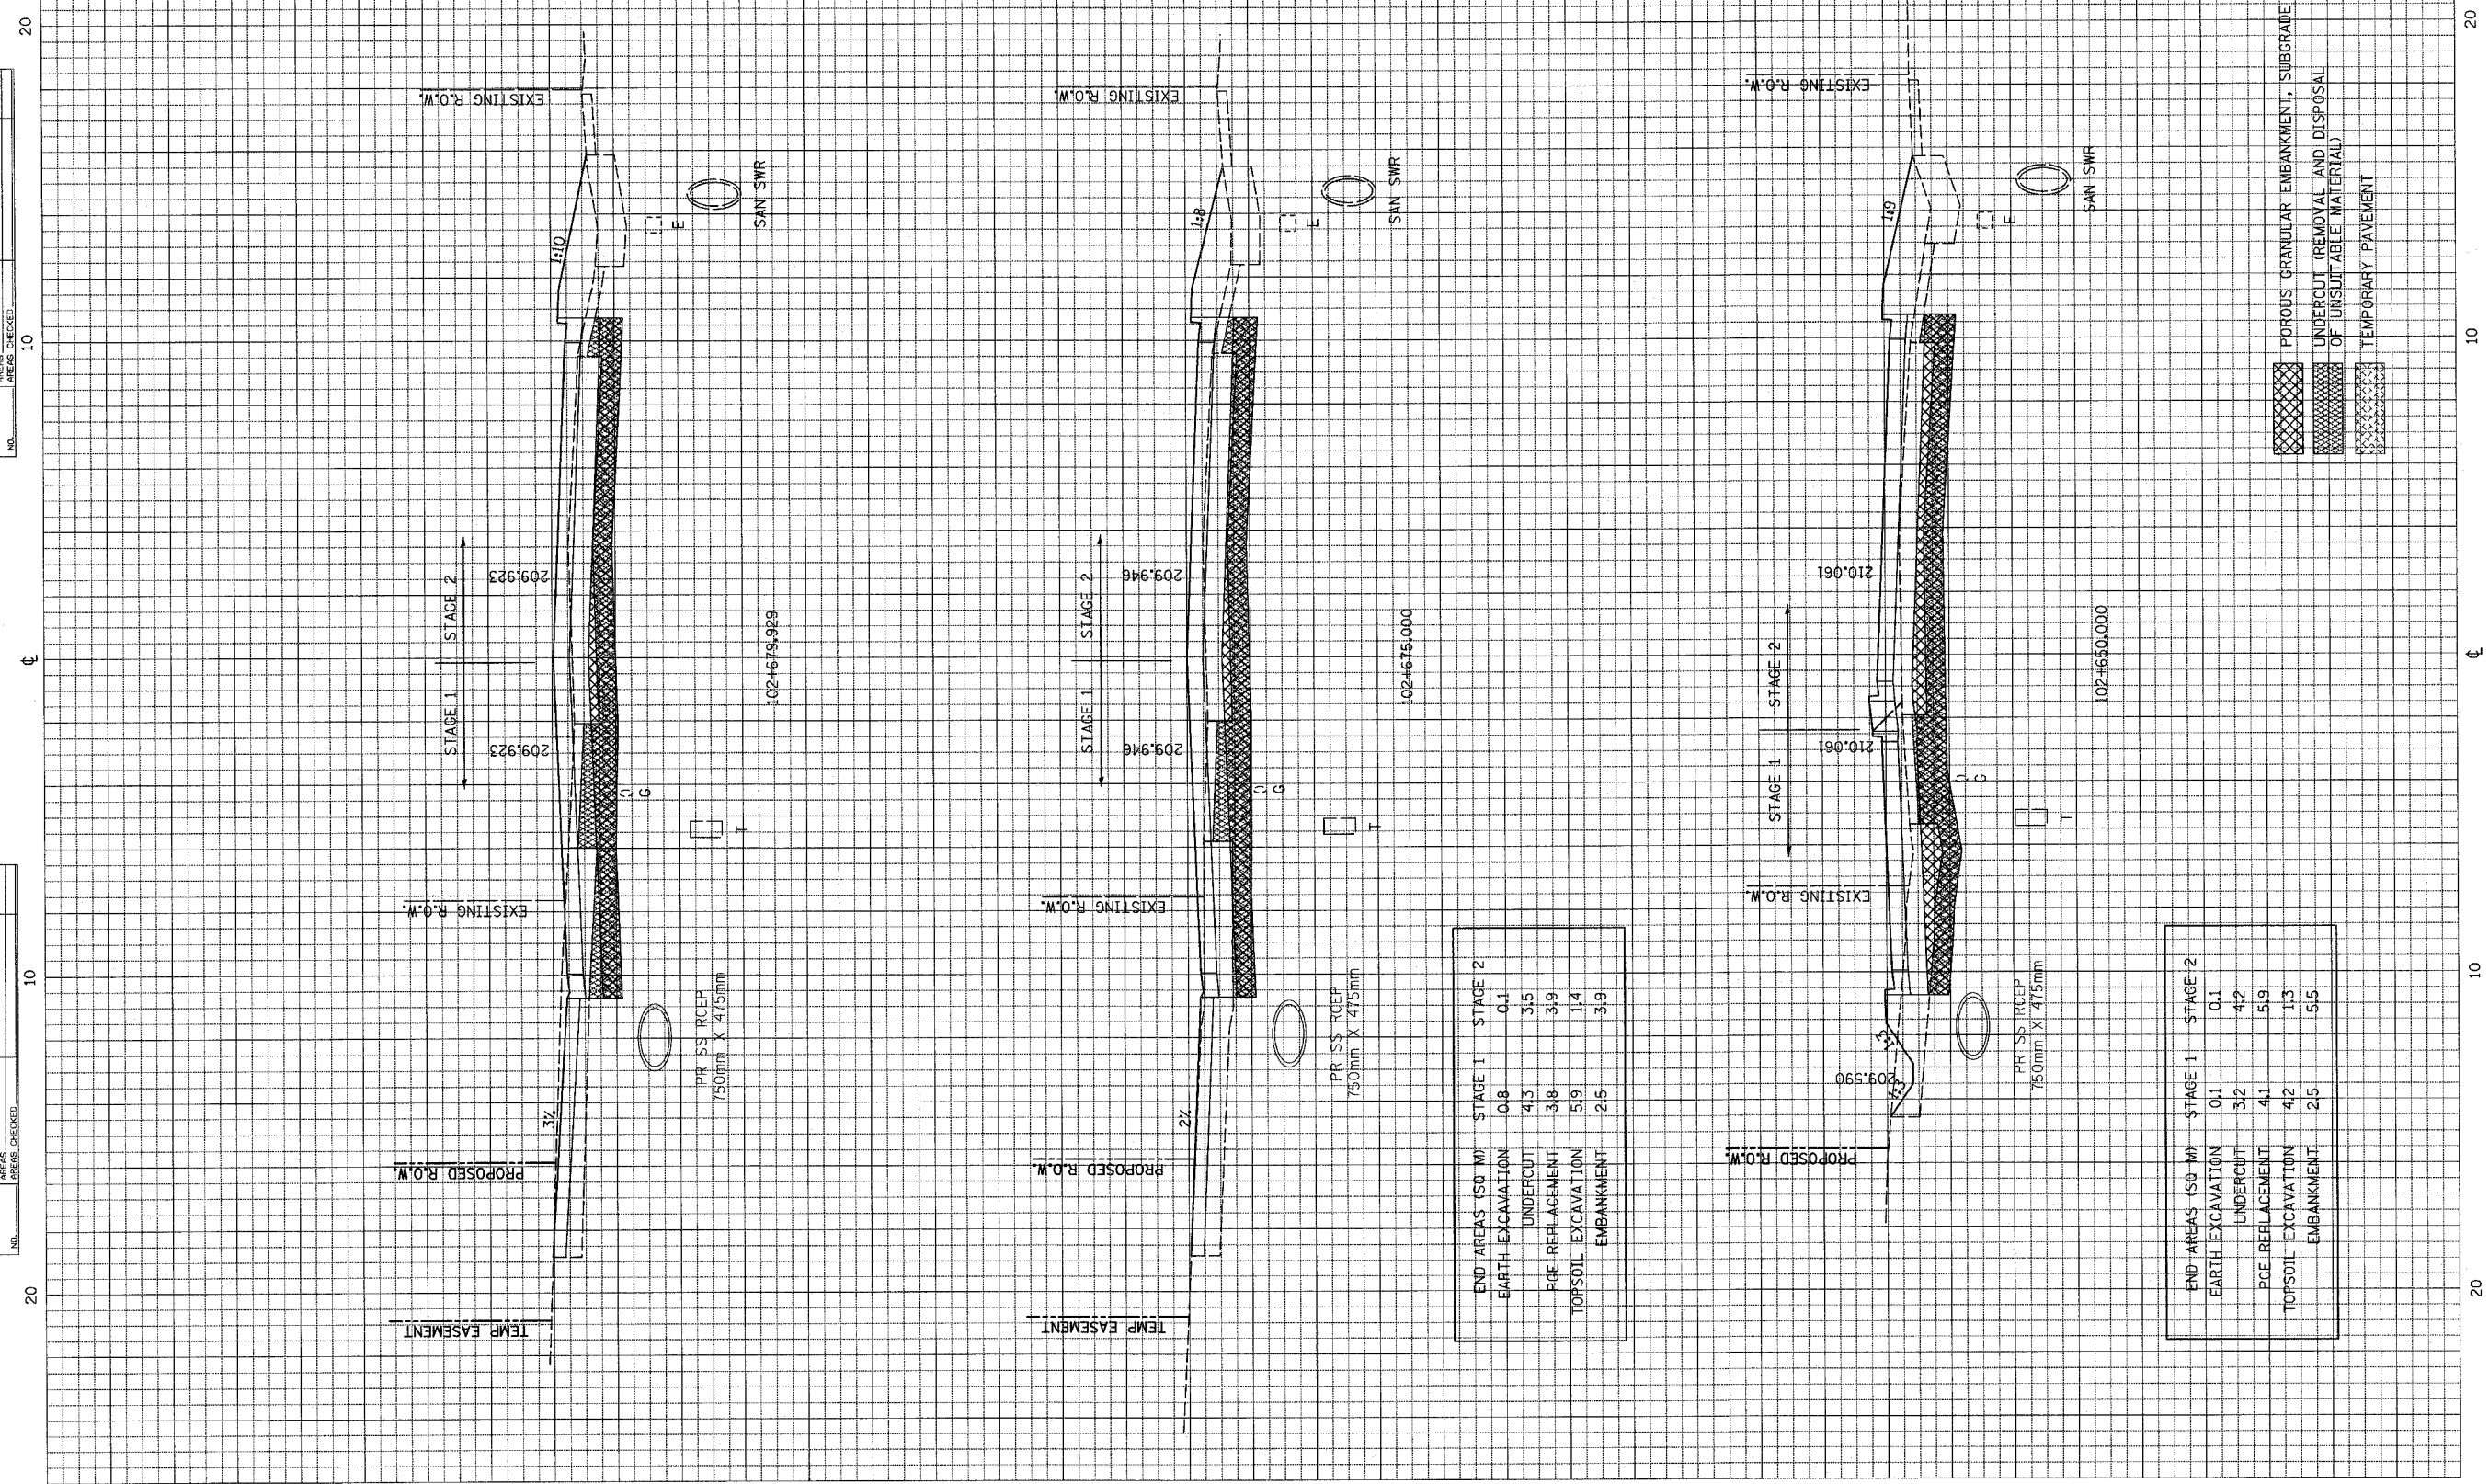 NO.
AREAS
AREAS CHECKED
NO.
AREAS
AREAS CHECKED
20
10
℄
10
20
TEMP EASEMENT
PROPOSED R.O.W.
EXISTING R.O.W.
STAGE 1
STAGE 2
EXISTING R.O.W.
3%
209.923
209.923
1:10
G
T
E
PR SS RCEP
750mm X 475mm
SAN SWR
102+679.929
TEMP EASEMENT
PROPOSED R.O.W.
EXISTING R.O.W.
STAGE 1
STAGE 2
EXISTING R.O.W.
2%
209.946
209.946
1:8
G
T
E
PR SS RCEP
750mm X 475mm
SAN SWR
102+675.000
END AREAS (SQ M) STAGE 1 STAGE 2
EARTH EXCAVATION 0.8 0.1
UNDERCUT 4.3 3.5
PGE REPLACEMENT 3.8 3.9
TOPSOIL EXCAVATION 5.9 1.4
EMBANKMENT 2.5 3.9
PROPOSED R.O.W.
EXISTING R.O.W.
STAGE 1
STAGE 2
EXISTING R.O.W.
209.590
1:3
1:2
210.061
210.061
1:9
G
T
E
PR SS RCEP
750mm X 475mm
SAN SWR
102+650.000
END AREAS (SQ M) STAGE 1 STAGE 2
EARTH EXCAVATION 0.1 0.1
UNDERCUT 3.2 4.2
PGE REPLACEMENT 4.1 5.9
TOPSOIL EXCAVATION 4.2 1.3
EMBANKMENT 2.5 5.5
POROUS GRANULAR EMBANKMENT, SUBGRADE
UNDERCUT (REMOVAL AND DISPOSAL
OF UNSUITABLE MATERIAL)
TEMPORARY PAVEMENT
20
10
℄
10
20